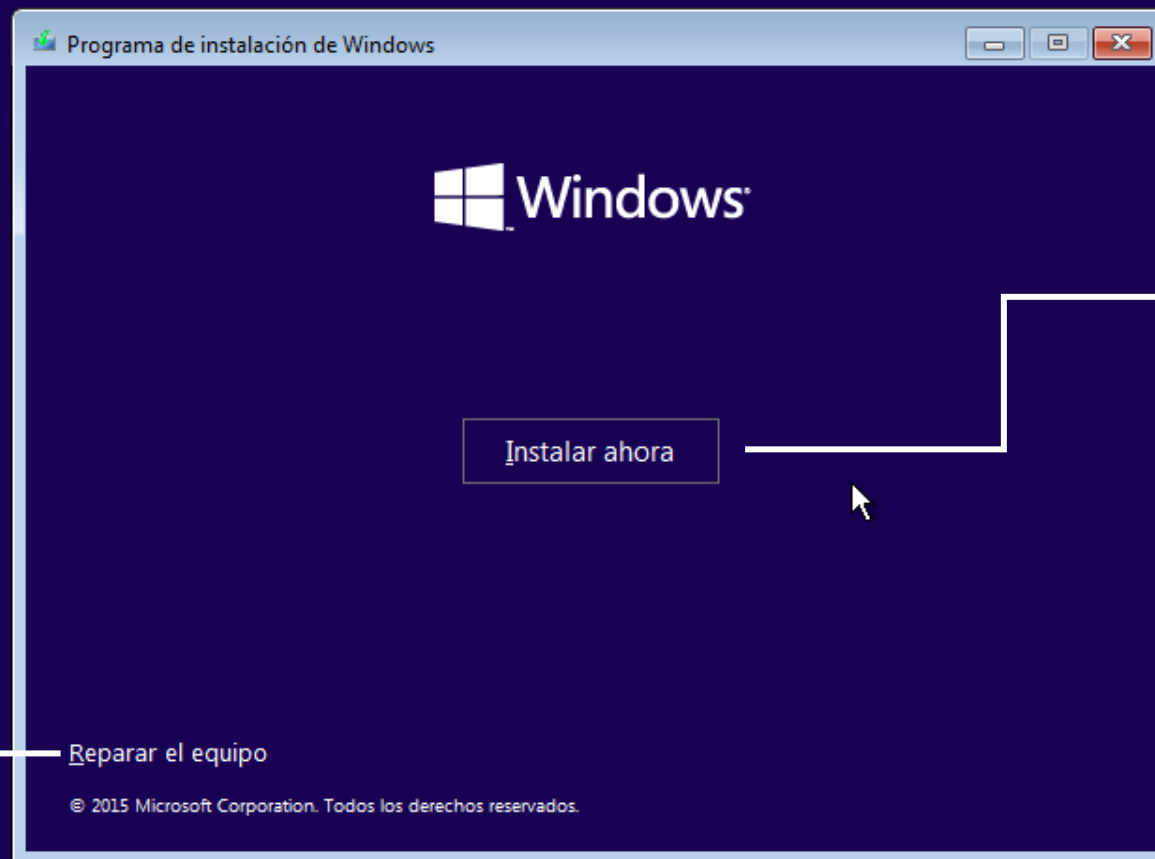 Programa de instalación de Windows
Windows
Instalar ahora
Reparar el equipo
© 2015 Microsoft Corporation. Todos los derechos reservados.